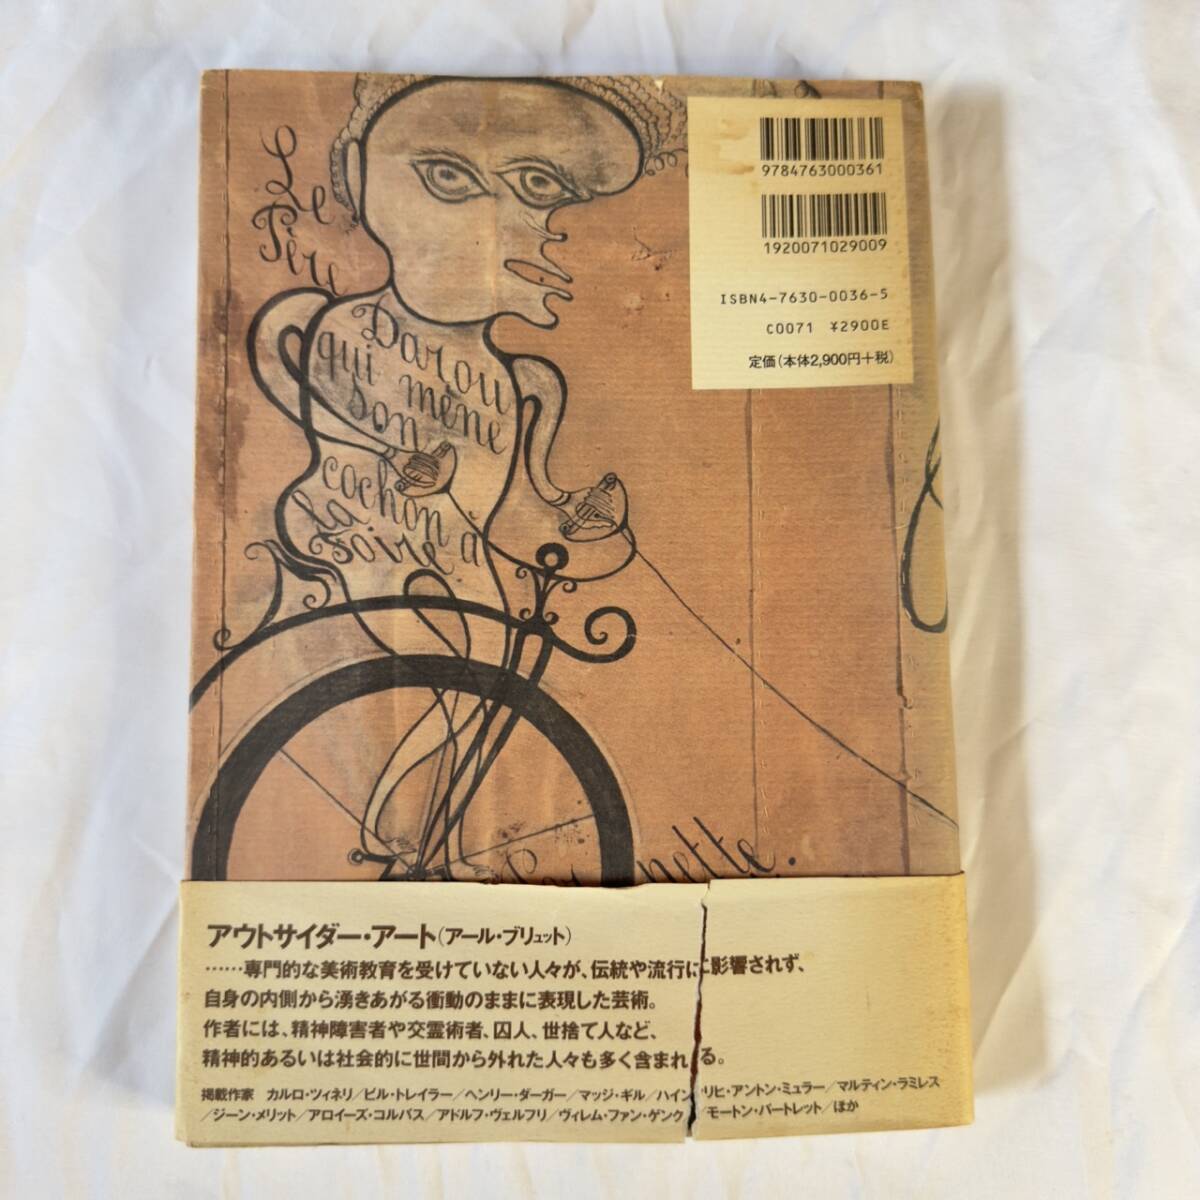 Le
Père
Darou
qui mène
son
cochon à
la
foire
nette.
9784763000361
1920071029009
ISBN4-7630-0036-5
C0071 ¥2900E
定価(本体2,900円+税)
アウトサイダー・アート(アール・ブリュット)
……専門的な美術教育を受けていない人々が、伝統や流行に影響されず、
自身の内側から湧きあがる衝動のままに表現した芸術。
作者には、精神障害者や交霊術者、囚人、世捨て人など、
精神的あるいは社会的に世間から外れた人々も多く含まれる。
掲載作家 カルロ・ツィネリ/ビル・トレイラー/ヘンリー・ダーガー/マッジ・ギル/ハインリヒ・アントン・ミュラー/マルティン・ラミレス
/ジーン・メリット/アロイーズ・コルバス/アドルフ・ヴェルフリ/ヴィレム・ファン・ゲンク/モートン・バートレット/ほか